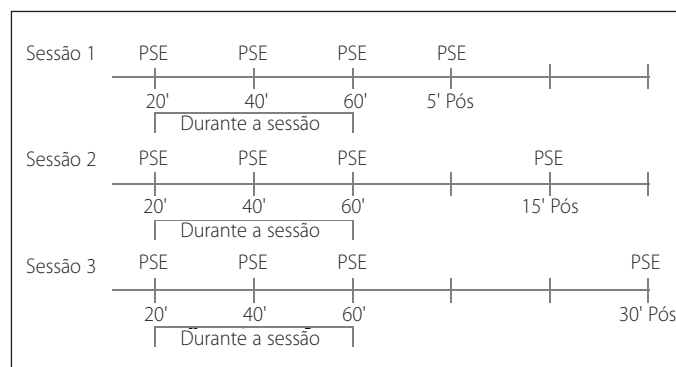 Sessão 1 PSE PSE PSE PSE
20' 40' 60' 5' Pós
Durante a sessão
Sessão 2 PSE PSE PSE PSE
20' 40' 60' 15' Pós
Durante a sessão
Sessão 3 PSE PSE PSE PSE
20' 40' 60' 30' Pós
Durante a sessão